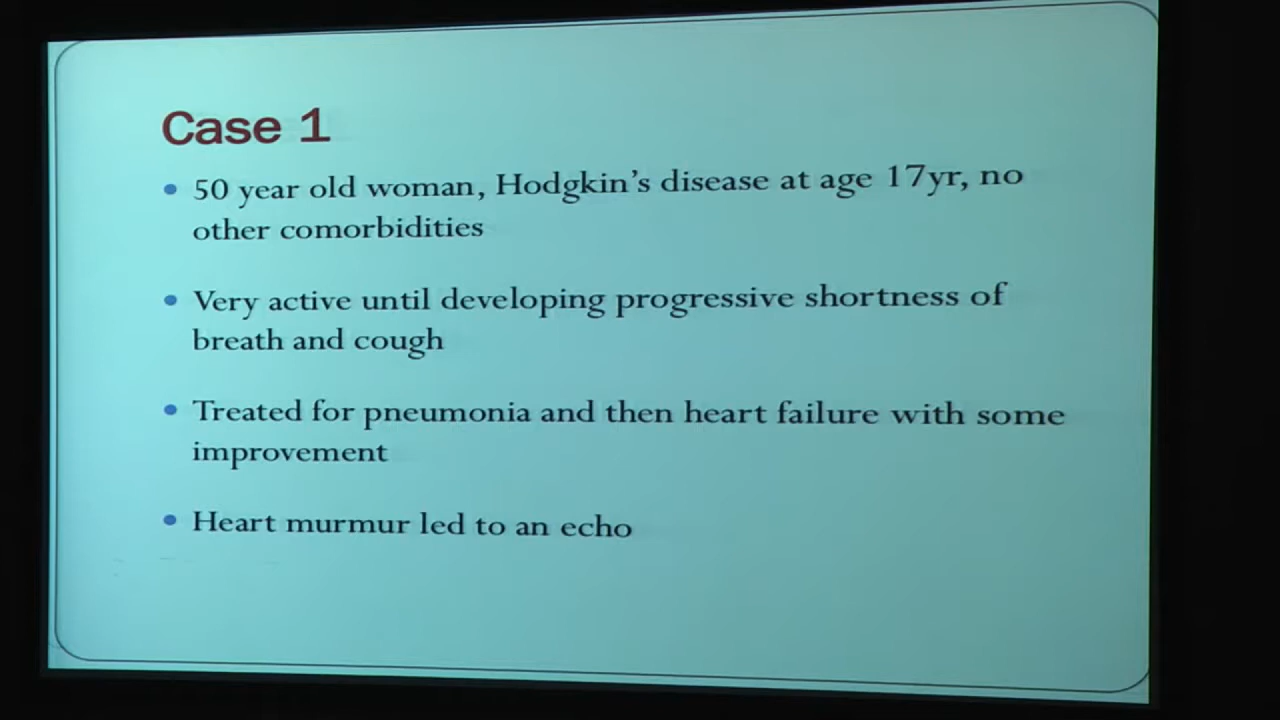 Case 1
• 50 year old woman, Hodgkin's disease at age 17yr, no
other comorbidities
• Very active until developing progressive shortness of
breath and cough
• Treated for pneumonia and then heart failure with some
improvement
• Heart murmur led to an echo